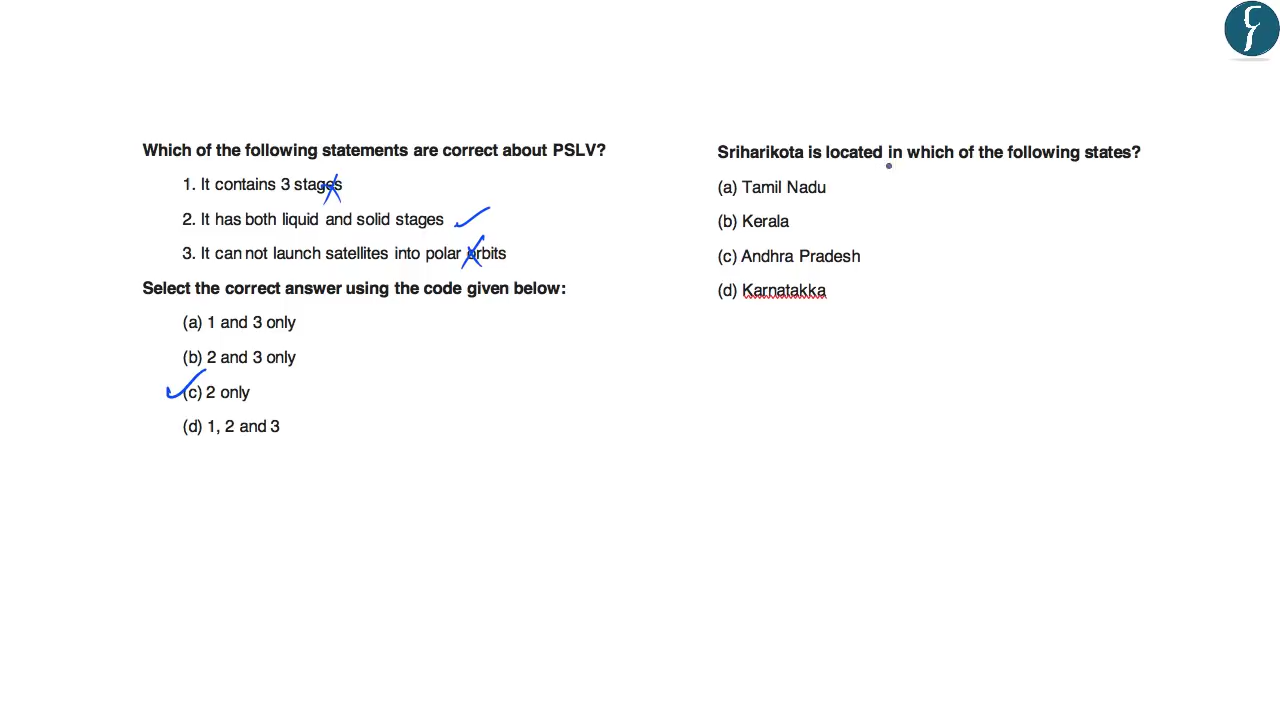 Which of the following statements are correct about PSLV?
1. It contains 3 stages
2. It has both liquid and solid stages
3. It can not launch satellites into polar orbits
Select the correct answer using the code given below:
(a) 1 and 3 only
(b) 2 and 3 only
(c) 2 only
(d) 1, 2 and 3
Sriharikota is located in which of the following states?
(a) Tamil Nadu
(b) Kerala
(c) Andhra Pradesh
(d) Karnatakka